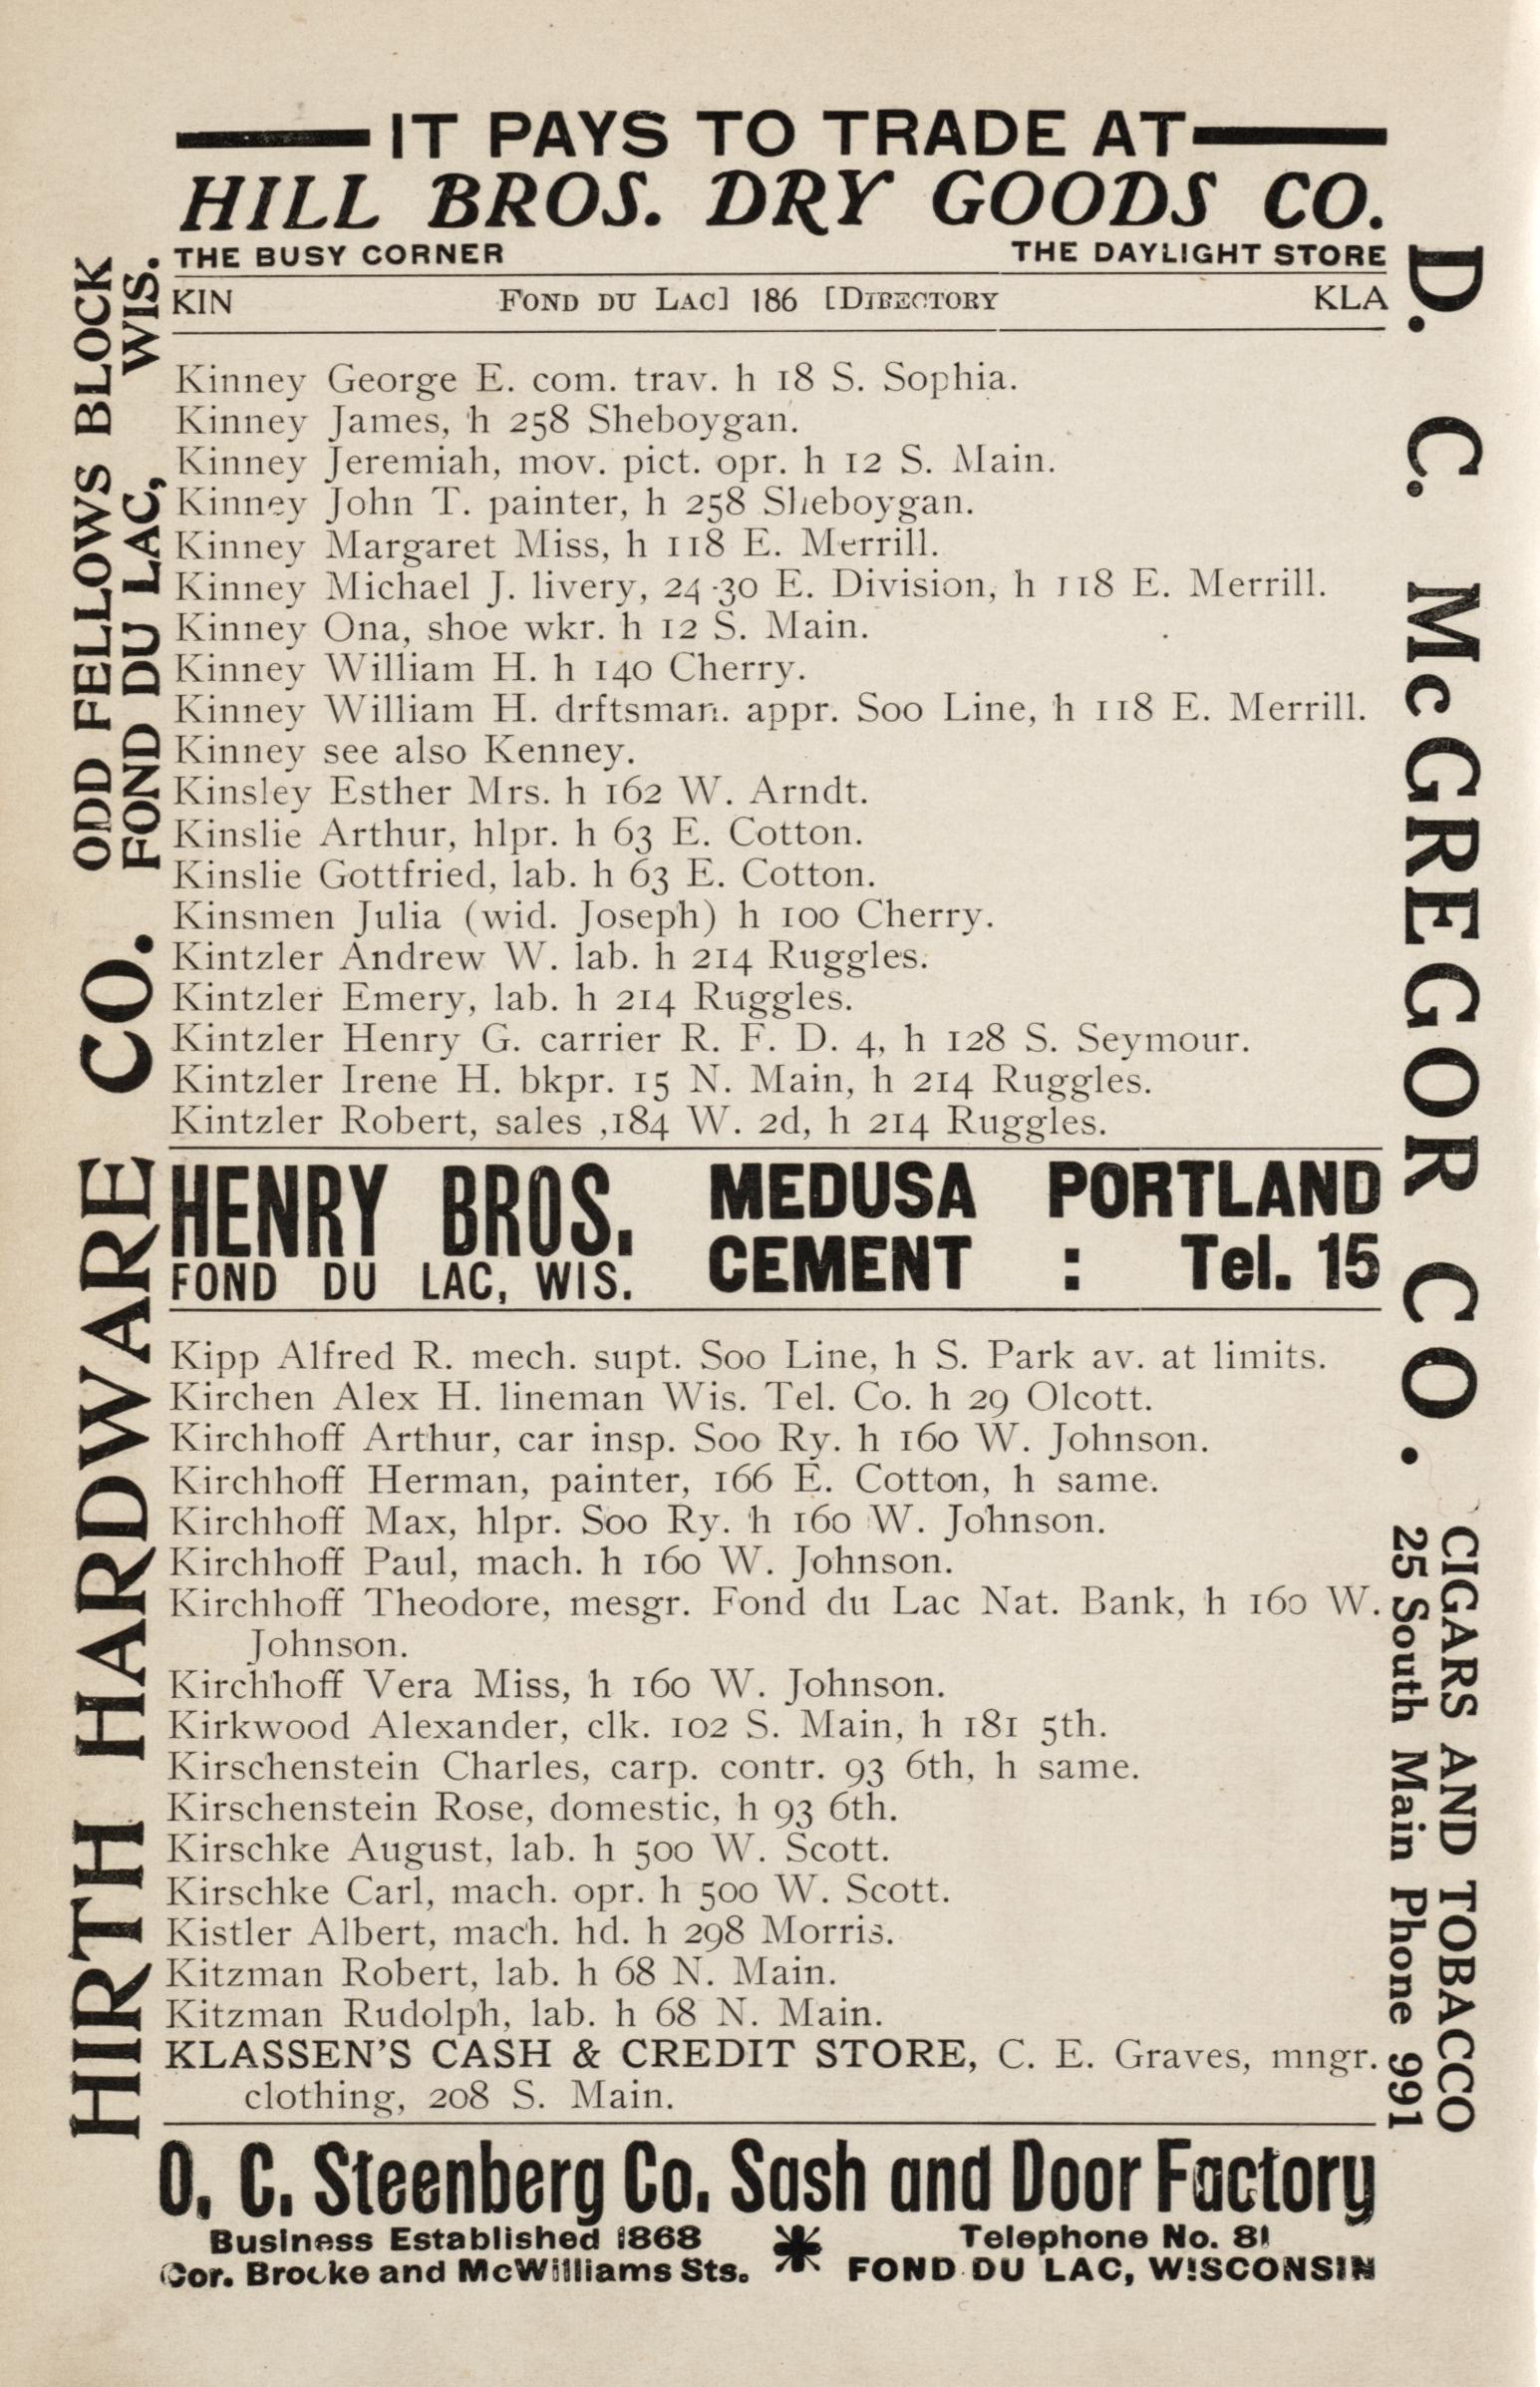 IT PAYS TO TRADE AT
HILL BROS. DRY GOODS CO.
THE BUSY CORNER THE DAYLIGHT STORE
KIN FOND DU LAC] 186 [DIRECTORY KLA
Kinney George E. com. trav. h 18 S. Sophia.
Kinney James, h 258 Sheboygan.
Kinney Jeremiah, mov. pict. opr. h 12 S. Main.
Kinney John T. painter, h 258 Sheboygan.
Kinney Margaret Miss, h 118 E. Merrill.
Kinney Michael J. livery, 24-30 E. Division, h 118 E. Merrill.
Kinney Ona, shoe wkr. h 12 S. Main.
Kinney William H. h 140 Cherry.
Kinney William H. drftsman. appr. Soo Line, h 118 E. Merrill.
Kinney see also Kenney.
Kinsley Esther Mrs. h 162 W. Arndt.
Kinslie Arthur, hlpr. h 63 E. Cotton.
Kinslie Gottfried, lab. h 63 E. Cotton.
Kinsmen Julia (wid. Joseph) h 100 Cherry.
Kintzler Andrew W. lab. h 214 Ruggles.
Kintzler Emery, lab. h 214 Ruggles.
Kintzler Henry G. carrier R. F. D. 4, h 128 S. Seymour.
Kintzler Irene H. bkpr. 15 N. Main, h 214 Ruggles.
Kintzler Robert, sales ,184 W. 2d, h 214 Ruggles.
HENRY BROS. MEDUSA PORTLAND
FOND DU LAC, WIS. CEMENT : Tel. 15
Kipp Alfred R. mech. supt. Soo Line, h S. Park av. at limits.
Kirchen Alex H. lineman Wis. Tel. Co. h 29 Olcott.
Kirchhoff Arthur, car insp. Soo Ry. h 160 W. Johnson.
Kirchhoff Herman, painter, 166 E. Cotton, h same.
Kirchhoff Max, hlpr. Soo Ry. h 160 W. Johnson.
Kirchhoff Paul, mach. h 160 W. Johnson.
Kirchhoff Theodore, mesgr. Fond du Lac Nat. Bank, h 160 W.
Johnson.
Kirchhoff Vera Miss, h 160 W. Johnson.
Kirkwood Alexander, clk. 102 S. Main, h 181 5th.
Kirschenstein Charles, carp. contr. 93 6th, h same.
Kirschenstein Rose, domestic, h 93 6th.
Kirschke August, lab. h 500 W. Scott.
Kirschke Carl, mach. opr. h 500 W. Scott.
Kistler Albert, mach. hd. h 298 Morris.
Kitzman Robert, lab. h 68 N. Main.
Kitzman Rudolph, lab. h 68 N. Main.
KLASSEN'S CASH & CREDIT STORE, C. E. Graves, mngr.
clothing, 208 S. Main.
O. C. Steenberg Co. Sash and Door Factory
Business Established 1868 Telephone No. 81
Cor. Brooke and McWilliams Sts. * FOND DU LAC, WISCONSIN
HIRTH HARDWARE CO.
ODD FELLOWS BLOCK
FOND DU LAC, WIS.
D. C. McGREGOR CO.
CIGARS AND TOBACCO
25 South Main Phone 991